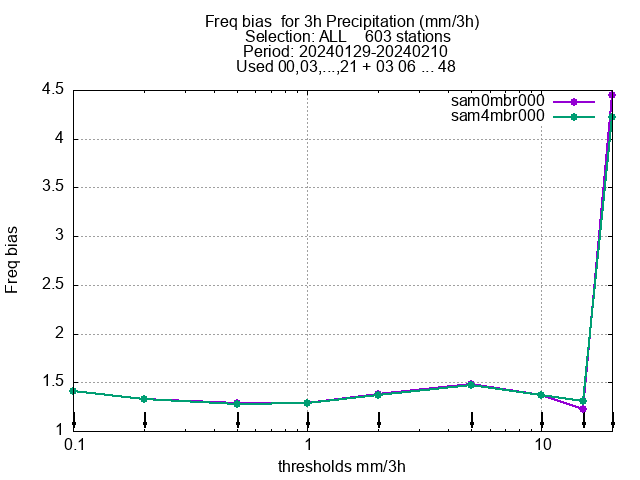 Freq bias  for 3h Precipitation (mm/3h)
Selection: ALL    603 stations
Period: 20240129-20240210
Used 00,03,...,21 + 03 06 ... 48
sam0mbr000
sam4mbr000
4.5
4
3.5
3
2.5
2
1.5
1
Freq bias
0.1 1 10
thresholds mm/3h